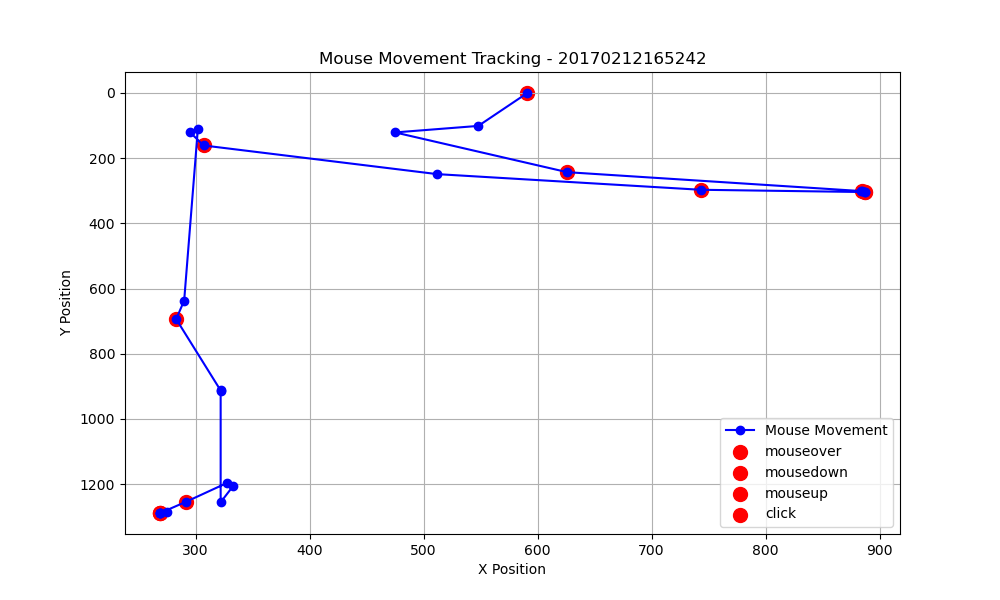 Mouse Movement Tracking - 20170212165242
0
200
400
600
800
1000
1200
Y Position
300
400
500
600
700
800
900
X Position
Mouse Movement
mouseover
mousedown
mouseup
click